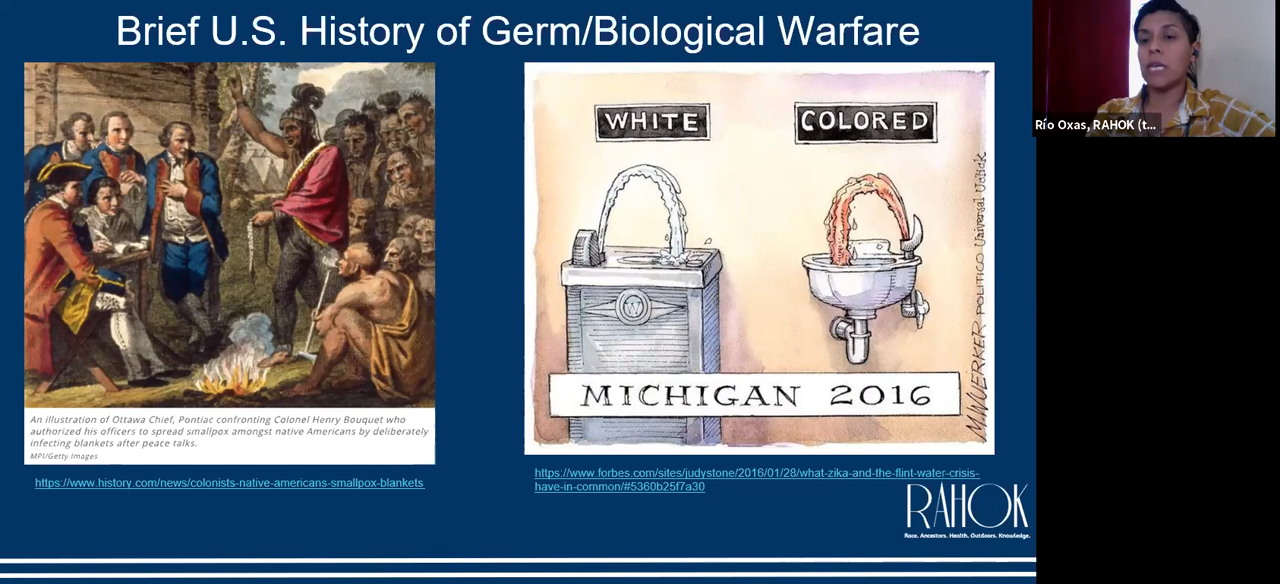 Brief U.S. History of Germ/Biological Warfare
An illustration of Ottawa Chief, Pontiac confronting Colonel Henry Bouquet who
authorized his officers to spread smallpox amongst native Americans by deliberately
infecting blankets after peace talks.
MPI/Getty Images
https://www.history.com/news/colonists-native-americans-smallpox-blankets
WHITE
COLORED
W
MICHIGAN 2016
WUERKER POLITICO Universal Uclick
https://www.forbes.com/sites/judystone/2016/01/28/what-zika-and-the-flint-water-crisis-
have-in-common/#5360b25f7a30
RAHOK
Race. Ancestors. Health. Outdoors. Knowledge.
Río Oxas, RAHOK (t...